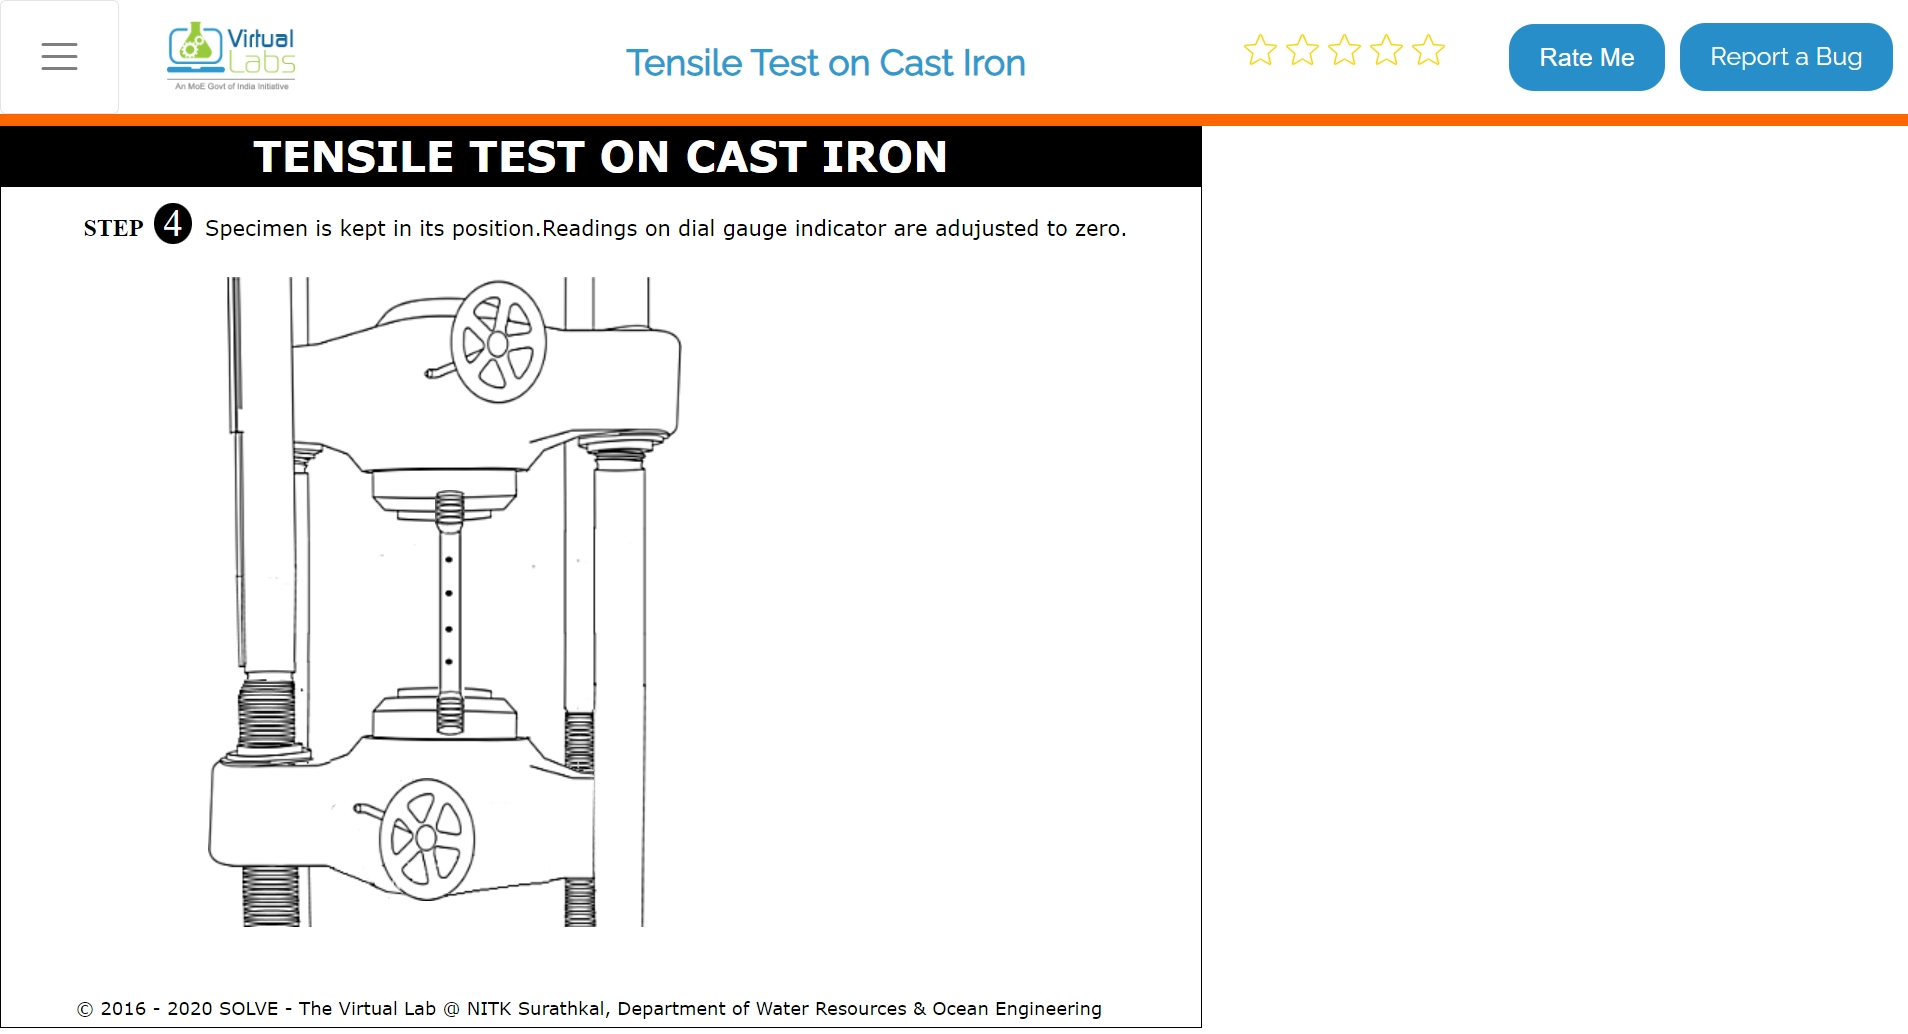 Virtual
Labs
An MoE Govt of India Initiative
Tensile Test on Cast Iron
Rate Me
Report a Bug
TENSILE TEST ON CAST IRON
STEP 4 Specimen is kept in its position.Readings on dial gauge indicator are adujusted to zero.
© 2016 - 2020 SOLVE - The Virtual Lab @ NITK Surathkal, Department of Water Resources & Ocean Engineering